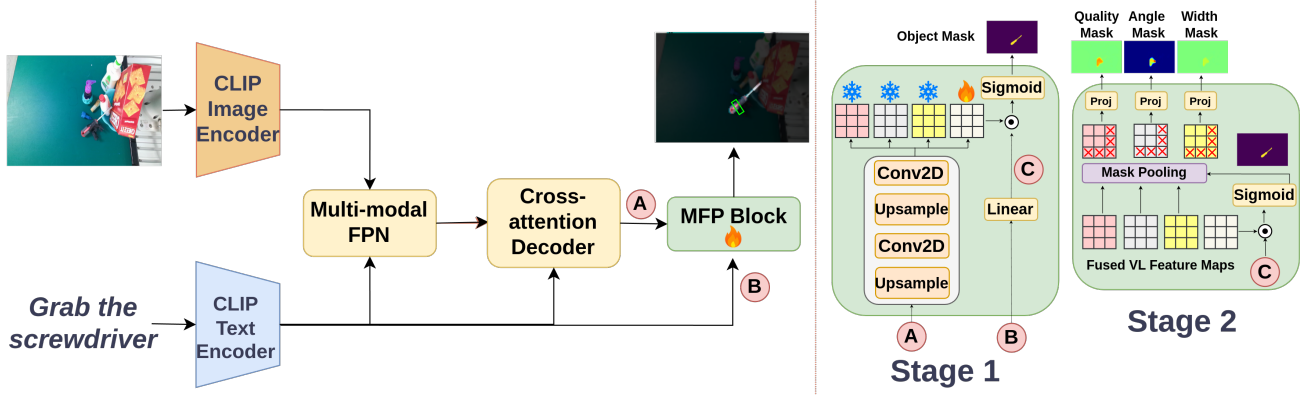 Grab the
screwdriver
CLIP
Image
Encoder
CLIP
Text
Encoder
Multi-modal
FPN
Cross-
attention
Decoder
A
MFP Block
B
Object Mask
Sigmoid
C
Conv2D
Upsample
Conv2D
Upsample
Linear
A
B
Stage 1
Quality
Mask
Angle
Mask
Width
Mask
Proj
Proj
Proj
Mask Pooling
Sigmoid
Fused VL Feature Maps
C
Stage 2